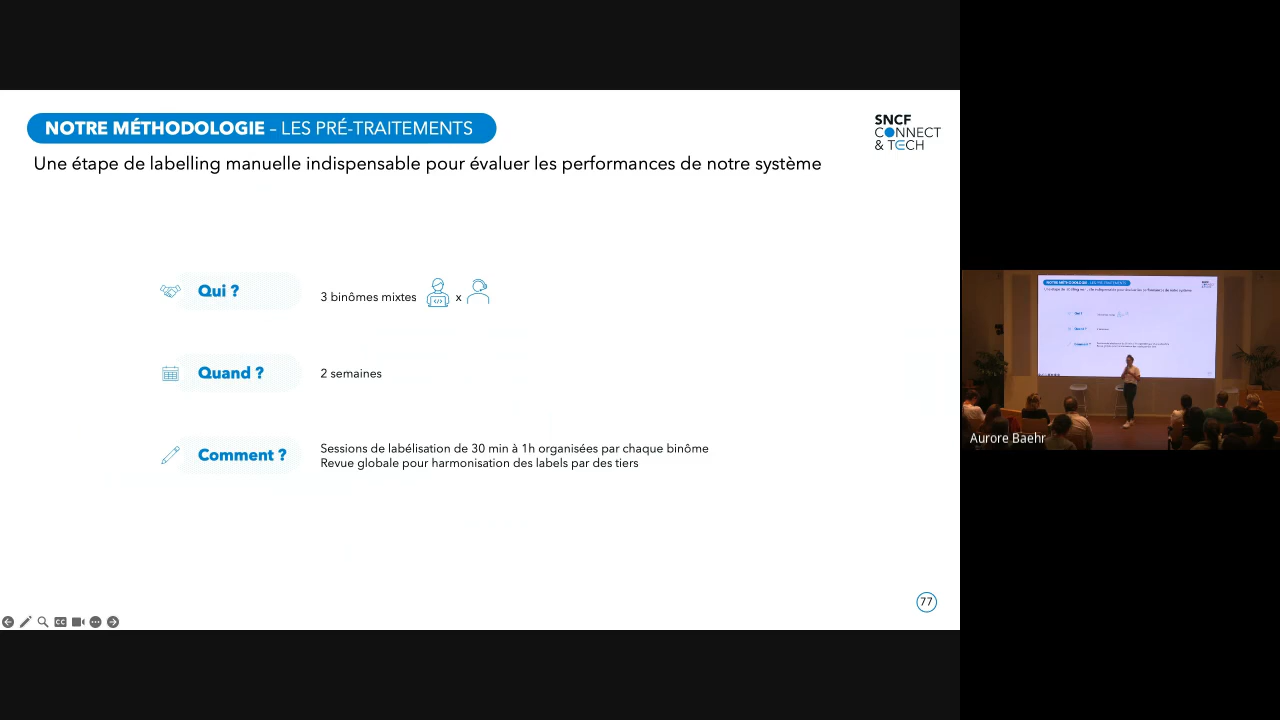 NOTRE MÉTHODOLOGIE – LES PRÉ-TRAITEMENTS
SNCF
CONNECT
& TECH
Une étape de labelling manuelle indispensable pour évaluer les performances de notre système
Qui ?
3 binômes mixtes
x
Quand ?
2 semaines
Comment ?
Sessions de labélisation de 30 min à 1h organisées par chaque binôme
Revue globale pour harmonisation des labels par des tiers
77
CC
Aurore Baehr